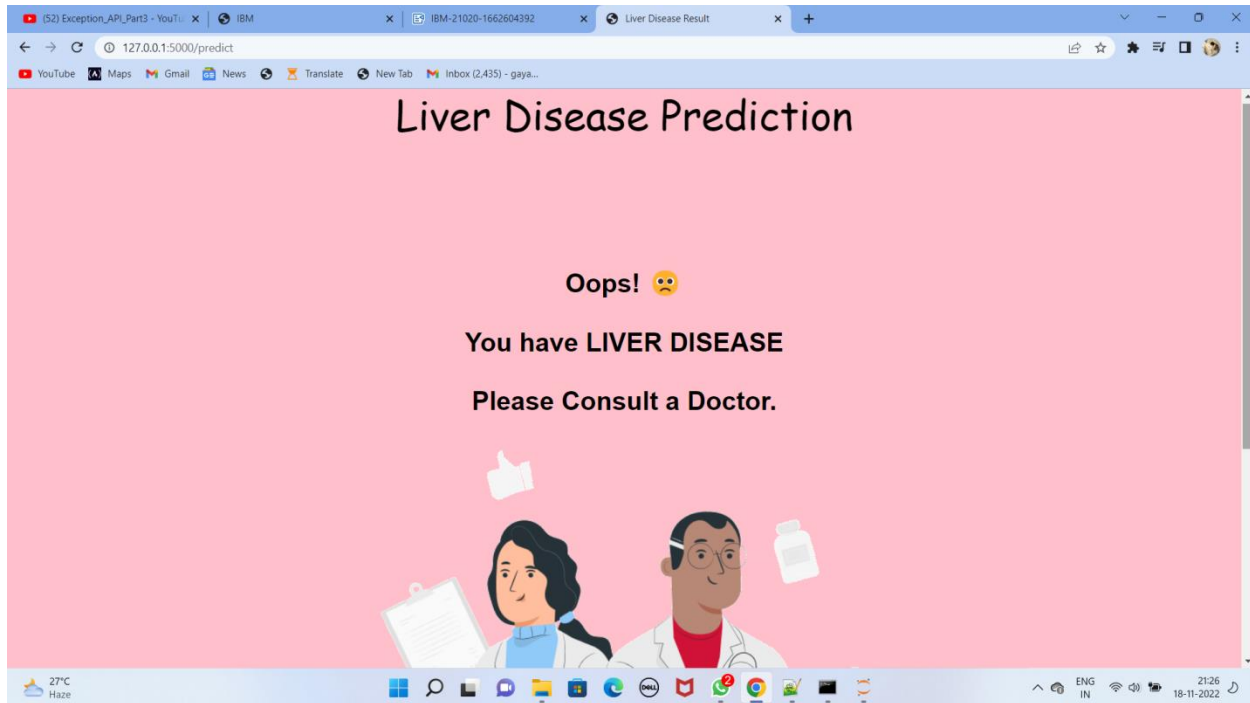 (52) Exception_API_Part3 - YouTu
IBM
IBM-21020-1662604392
Liver Disease Result
127.0.0.1:5000/predict
YouTube Maps Gmail News Translate New Tab Inbox (2,435) - gaya...
Liver Disease Prediction
Oops! 🙁
You have LIVER DISEASE
Please Consult a Doctor.
27°C
Haze
DELL
2
ENG
IN
21:26
18-11-2022